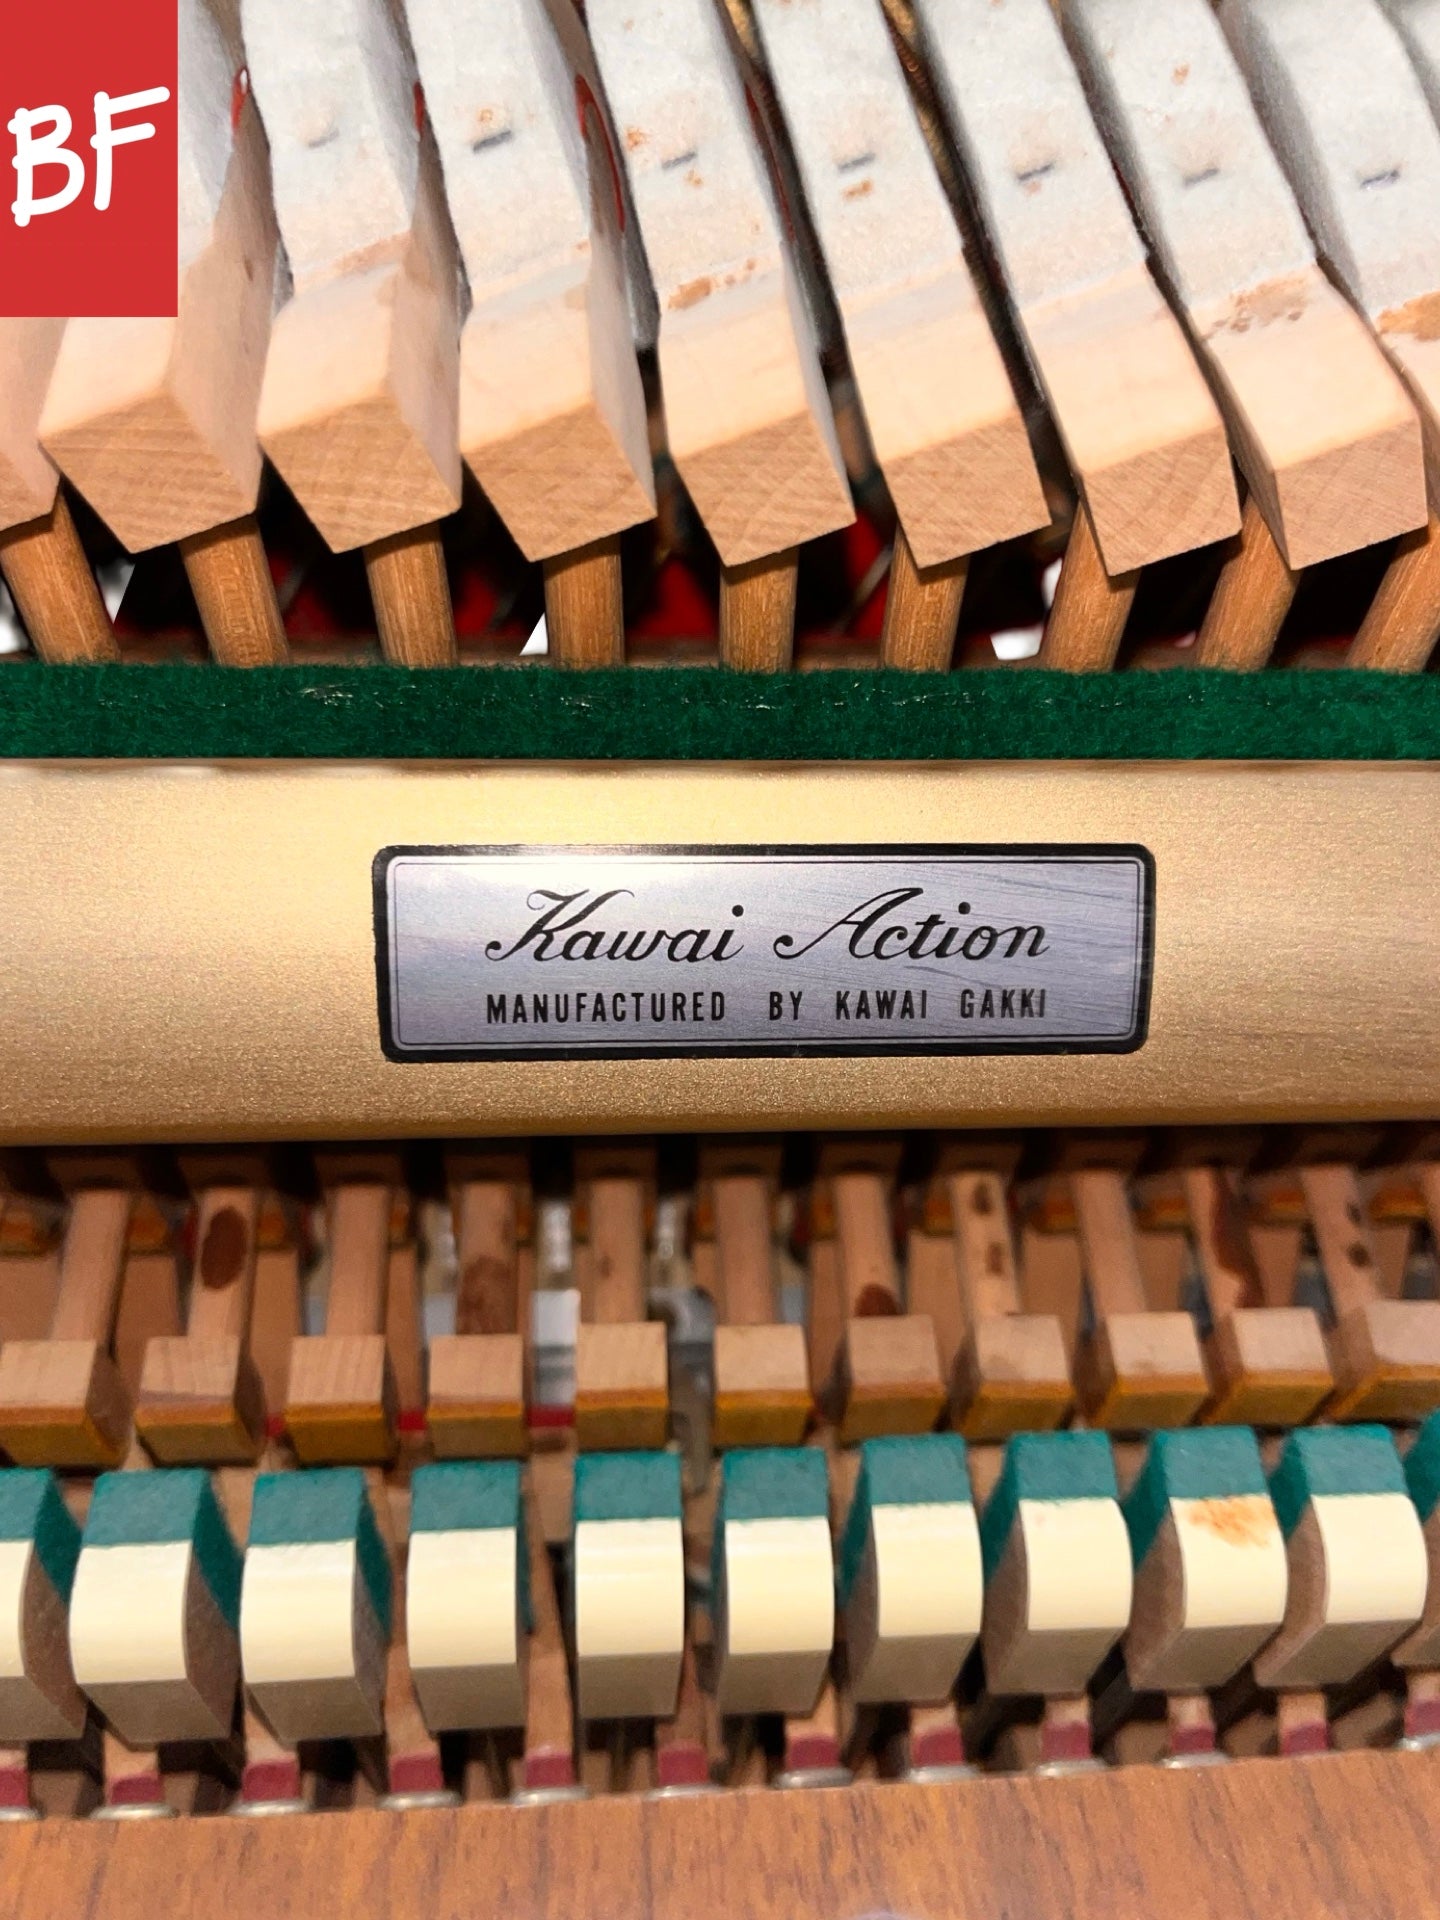 BF
Kawai Action
MANUFACTURED BY KAWAI GAKKI